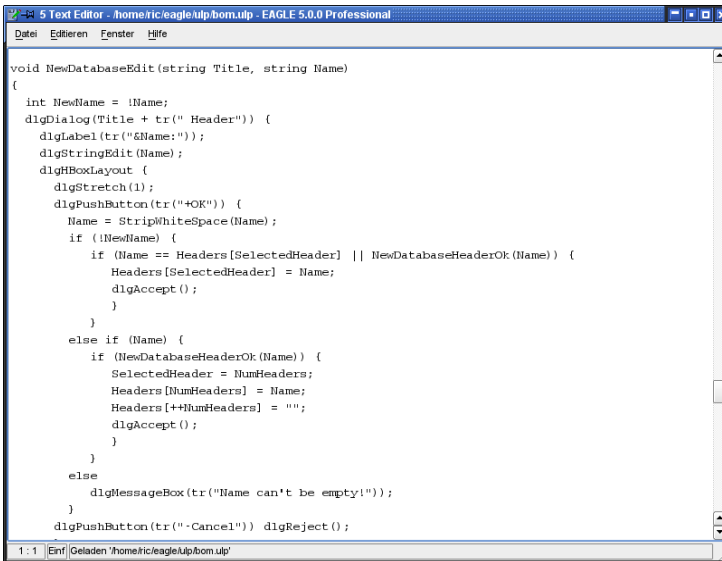 5 Text Editor - /home/ric/eagle/ulp/bom.ulp - EAGLE 5.0.0 Professional
Datei Editieren Fenster Hilfe
void NewDatabaseEdit(string Title, string Name)
{
  int NewName = !Name;
  dlgDialog(Title + tr(" Header")) {
    dlgLabel(tr("&Name:"));
    dlgStringEdit(Name);
    dlgHBoxLayout {
      dlgStretch(1);
      dlgPushButton(tr("+OK")) {
        Name = StripWhiteSpace(Name);
        if (!NewName) {
           if (Name == Headers[SelectedHeader] || NewDatabaseHeaderOk(Name)) {
              Headers[SelectedHeader] = Name;
              dlgAccept();
              }
           }
        else if (Name) {
           if (NewDatabaseHeaderOk(Name)) {
              SelectedHeader = NumHeaders;
              Headers[NumHeaders] = Name;
              Headers[++NumHeaders] = "";
              dlgAccept();
              }
           }
        else
           dlgMessageBox(tr("Name can't be empty!"));
        }
      dlgPushButton(tr("-Cancel")) dlgReject();
1 : 1 Einf Geladen '/home/ric/eagle/ulp/bom.ulp'